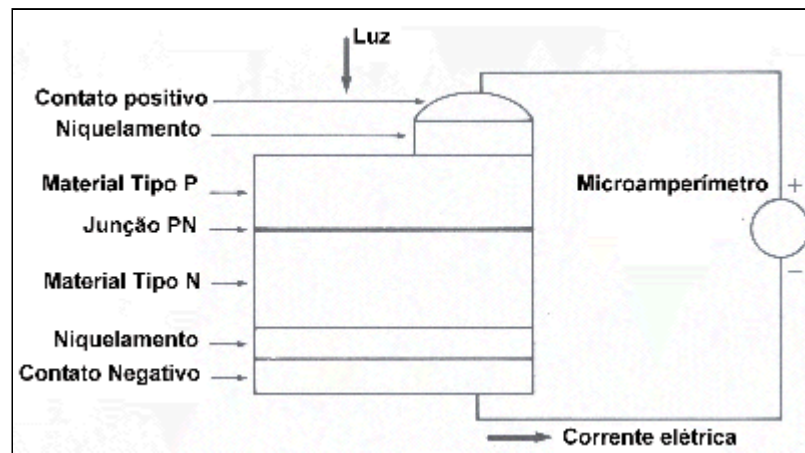 Luz
Contato positivo
Niquelamento
Material Tipo P
Microamperímetro +
Junção PN
Material Tipo N
−
Niquelamento
Contato Negativo
Corrente elétrica